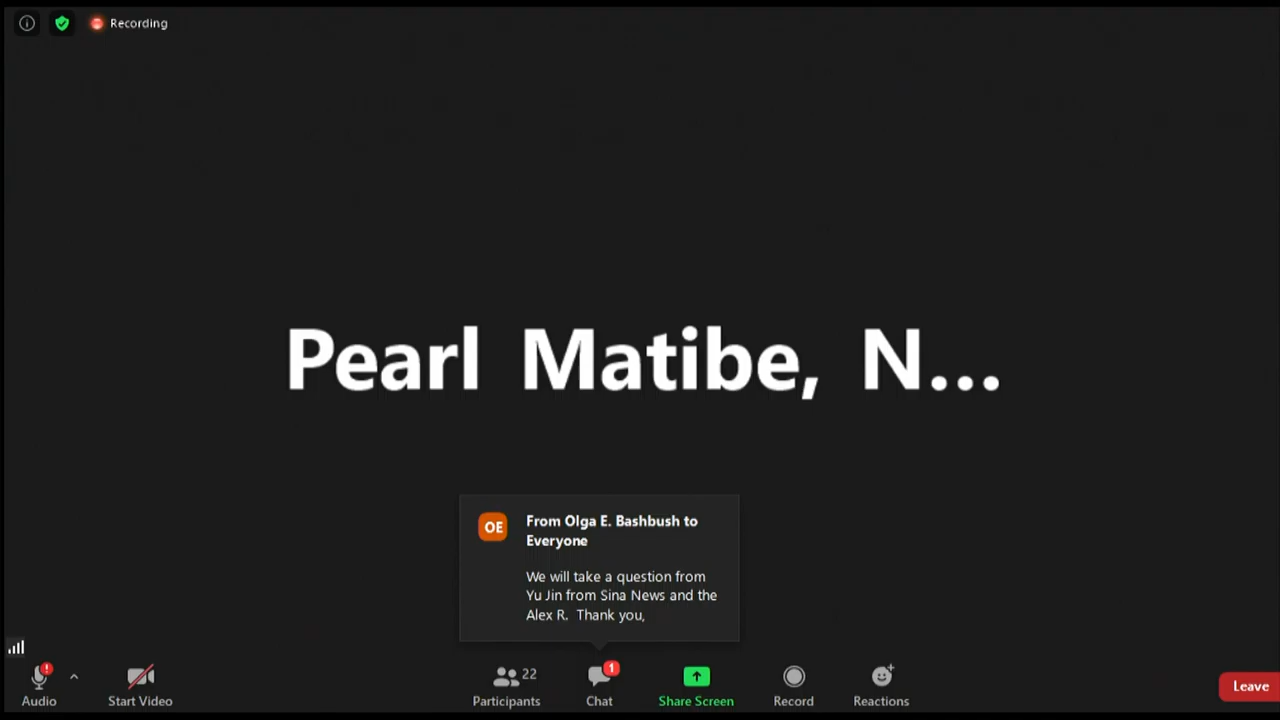 Recording
Pearl Matibe, N...
OE
From Olga E. Bashbush to
Everyone
We will take a question from
Yu Jin from Sina News and the
Alex R.  Thank you,
22
1
Audio
Start Video
Participants
Chat
Share Screen
Record
Reactions
Leave